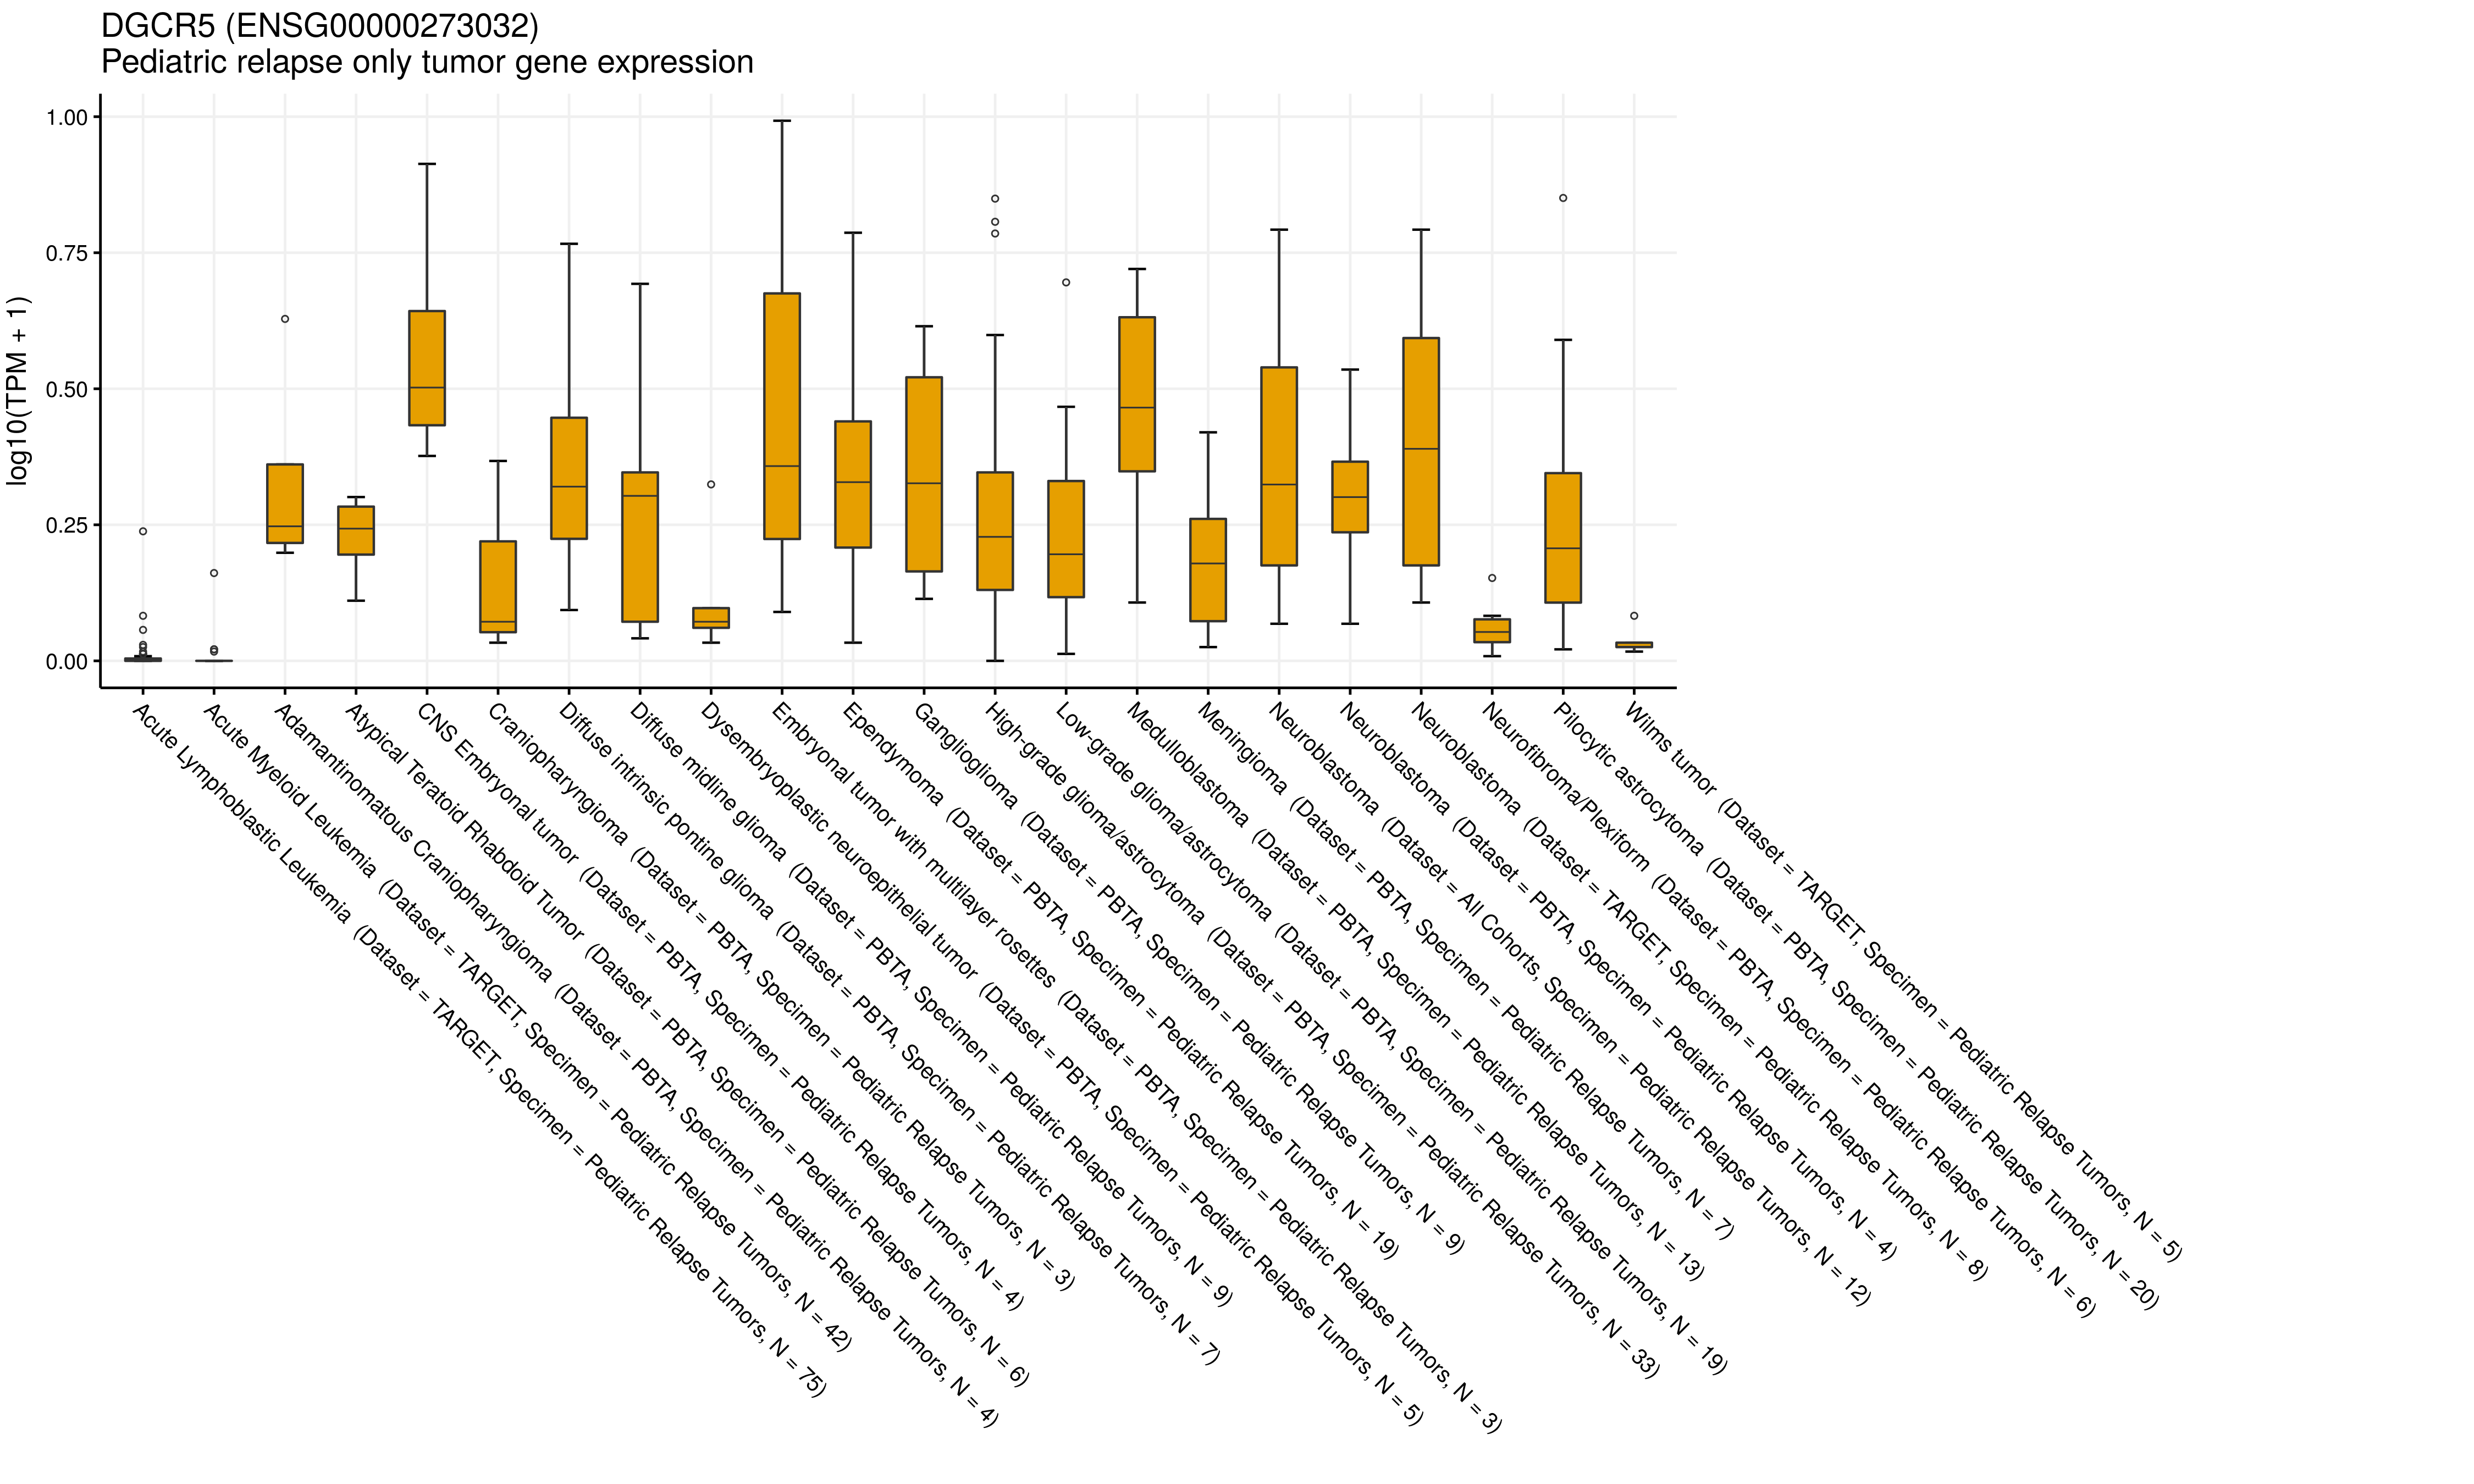 DGCR5 (ENSG00000273032)
Pediatric relapse only tumor gene expression
log10(TPM + 1)
1.00
0.75
0.50
0.25
0.00
Acute Lymphoblastic Leukemia (Dataset = TARGET, Specimen = Pediatric Relapse Tumors, N = 75)
Acute Myeloid Leukemia (Dataset = TARGET, Specimen = Pediatric Relapse Tumors, N = 42)
Adamantinomatous Craniopharyngioma (Dataset = PBTA, Specimen = Pediatric Relapse Tumors, N = 4)
Atypical Teratoid Rhabdoid Tumor (Dataset = PBTA, Specimen = Pediatric Relapse Tumors, N = 6)
CNS Embryonal tumor (Dataset = PBTA, Specimen = Pediatric Relapse Tumors, N = 4)
Craniopharyngioma (Dataset = PBTA, Specimen = Pediatric Relapse Tumors, N = 3)
Diffuse intrinsic pontine glioma (Dataset = PBTA, Specimen = Pediatric Relapse Tumors, N = 7)
Diffuse midline glioma (Dataset = PBTA, Specimen = Pediatric Relapse Tumors, N = 9)
Dysembryoplastic neuroepithelial tumor (Dataset = PBTA, Specimen = Pediatric Relapse Tumors, N = 5)
Embryonal tumor with multilayer rosettes (Dataset = PBTA, Specimen = Pediatric Relapse Tumors, N = 3)
Ependymoma (Dataset = PBTA, Specimen = Pediatric Relapse Tumors, N = 19)
Ganglioglioma (Dataset = PBTA, Specimen = Pediatric Relapse Tumors, N = 9)
High-grade glioma/astrocytoma (Dataset = PBTA, Specimen = Pediatric Relapse Tumors, N = 33)
Low-grade glioma/astrocytoma (Dataset = PBTA, Specimen = Pediatric Relapse Tumors, N = 19)
Medulloblastoma (Dataset = PBTA, Specimen = Pediatric Relapse Tumors, N = 13)
Meningioma (Dataset = PBTA, Specimen = Pediatric Relapse Tumors, N = 7)
Neuroblastoma (Dataset = All Cohorts, Specimen = Pediatric Relapse Tumors, N = 12)
Neuroblastoma (Dataset = PBTA, Specimen = Pediatric Relapse Tumors, N = 4)
Neuroblastoma (Dataset = TARGET, Specimen = Pediatric Relapse Tumors, N = 8)
Neurofibroma/Plexiform (Dataset = PBTA, Specimen = Pediatric Relapse Tumors, N = 6)
Pilocytic astrocytoma (Dataset = PBTA, Specimen = Pediatric Relapse Tumors, N = 20)
Wilms tumor (Dataset = TARGET, Specimen = Pediatric Relapse Tumors, N = 5)